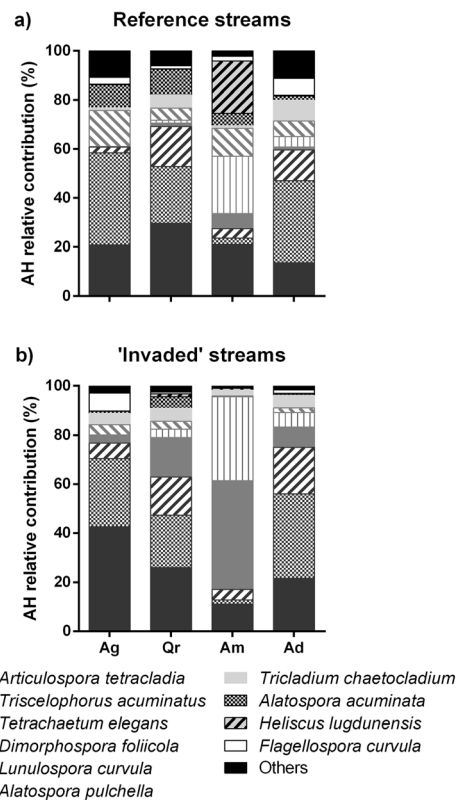 a) Reference streams
AH relative contribution (%)
100
80
60
40
20
0
b) 'Invaded' streams
AH relative contribution (%)
100
80
60
40
20
0
Ag Qr Am Ad
Articulospora tetracladia
Triscelophorus acuminatus
Tetrachaetum elegans
Dimorphospora foliicola
Lunulospora curvula
Alatospora pulchella
Tricladium chaetocladium
Alatospora acuminata
Heliscus lugdunensis
Flagellospora curvula
Others